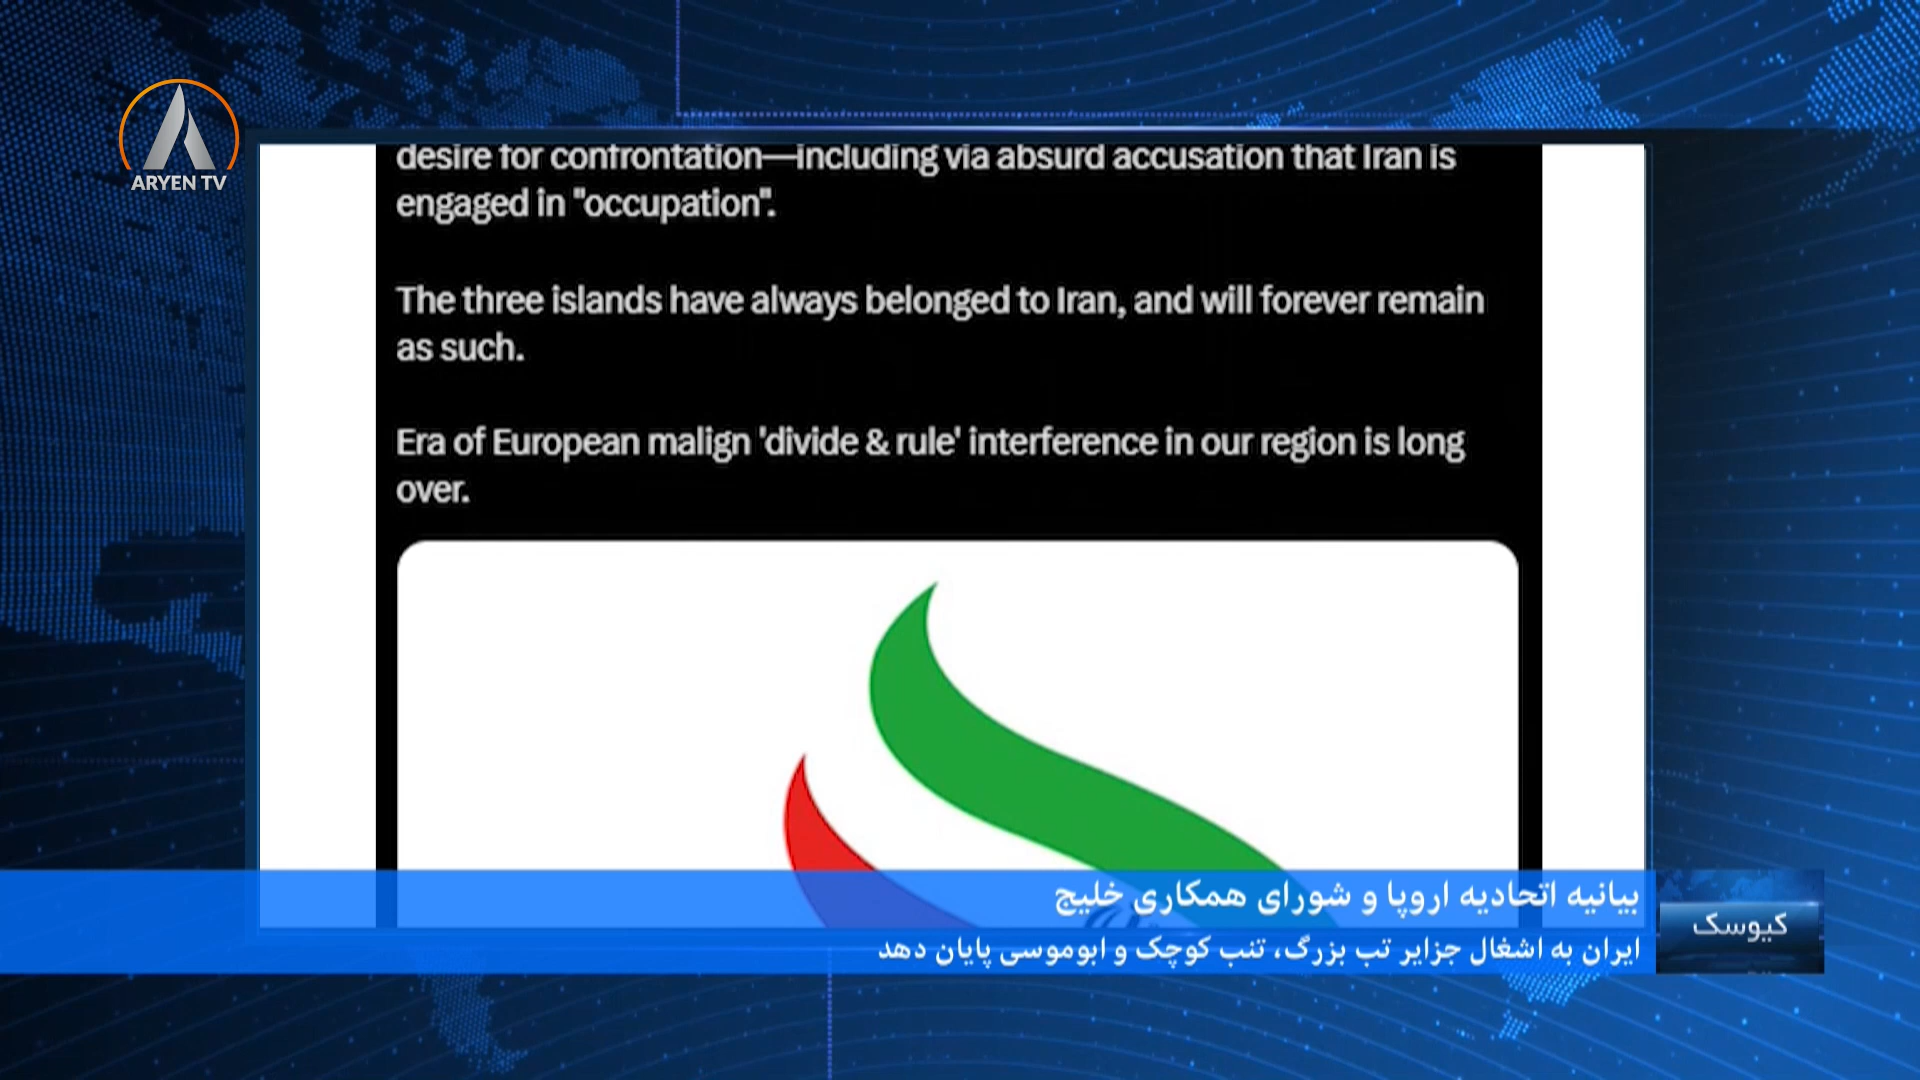 ARYEN TV
desire for confrontation—including via absurd accusation that Iran is
engaged in "occupation".
The three islands have always belonged to Iran, and will forever remain
as such.
Era of European malign 'divide & rule' interference in our region is long
over.
بیانیه اتحادیه اروپا و شورای همکاری خلیج
ایران به اشغال جزایر تب بزرگ، تنب کوچک و ابوموسی پایان دهد
کیوسک